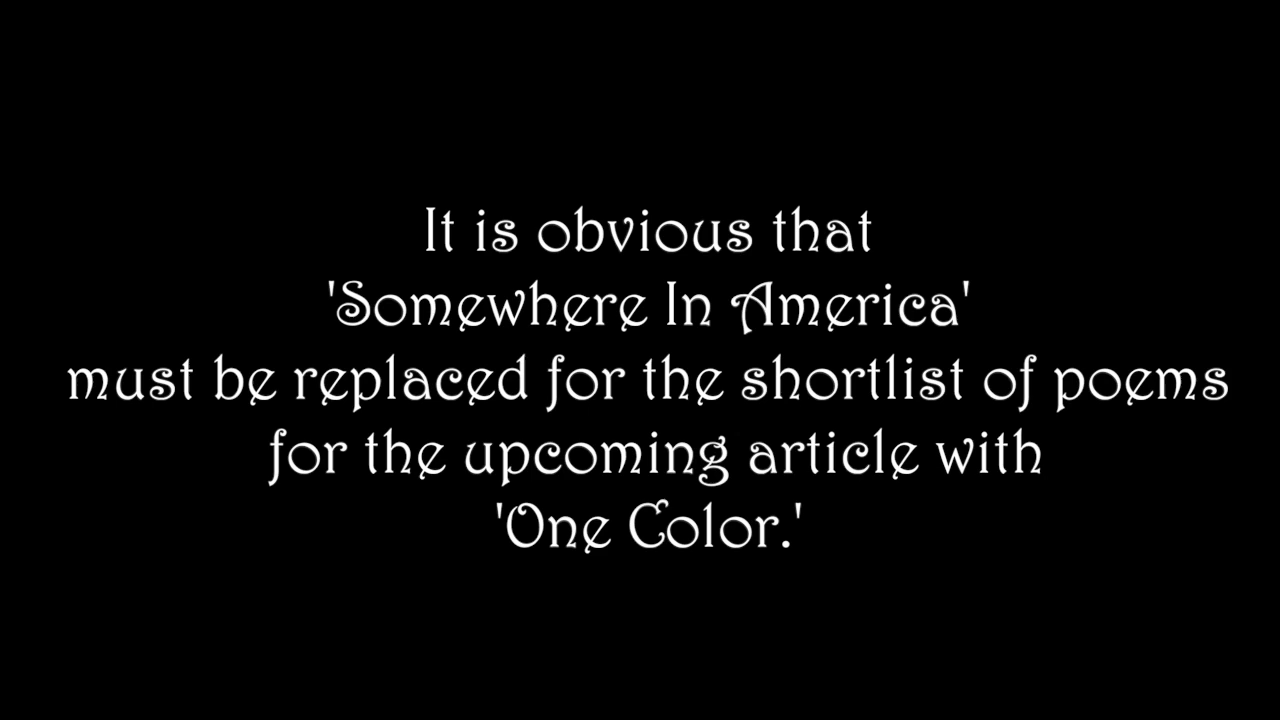 It is obvious that
'Somewhere In America'
must be replaced for the shortlist of poems
for the upcoming article with
'One Color.'